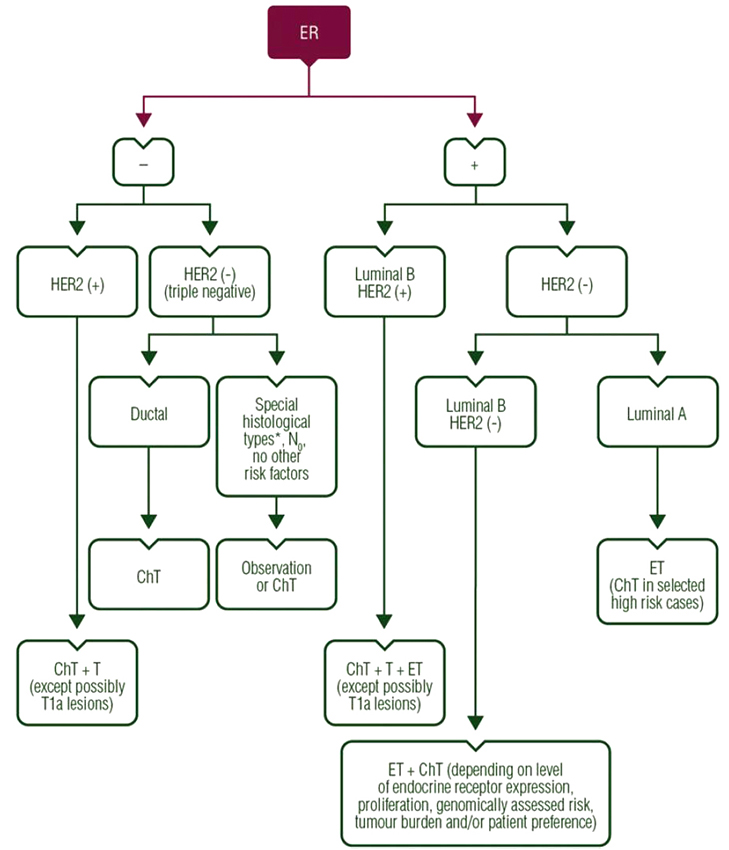 ER
–
+
HER2 (+)
HER2 (-)
(triple negative)
Luminal B
HER2 (+)
HER2 (-)
Ductal
Special
histological
types*, N0,
no other
risk factors
Luminal B
HER2 (-)
Luminal A
ChT
Observation
or ChT
ET
(ChT in selected
high risk cases)
ChT + T
(except possibly
T1a lesions)
ChT + T + ET
(except possibly
T1a lesions)
ET + ChT (depending on level
of endocrine receptor expression,
proliferation, genomically assessed risk,
tumour burden and/or patient preference)